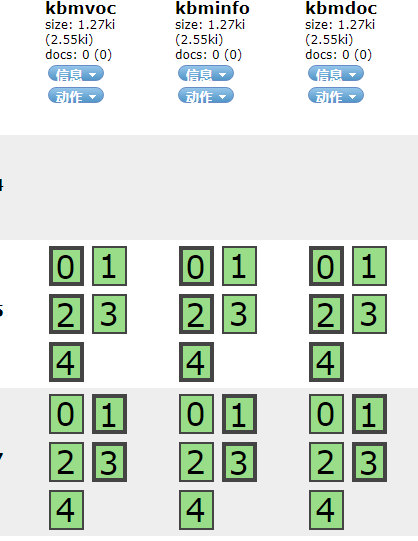 kbmvoc kbminfo kbmdoc
size: 1.27ki size: 1.27ki size: 1.27ki
(2.55ki) (2.55ki) (2.55ki)
docs: 0 (0) docs: 0 (0) docs: 0 (0)
信息 信息 信息
动作 动作 动作
0 1 0 1 0 1
2 3 2 3 2 3
4 4 4
0 1 0 1 0 1
2 3 2 3 2 3
4 4 4